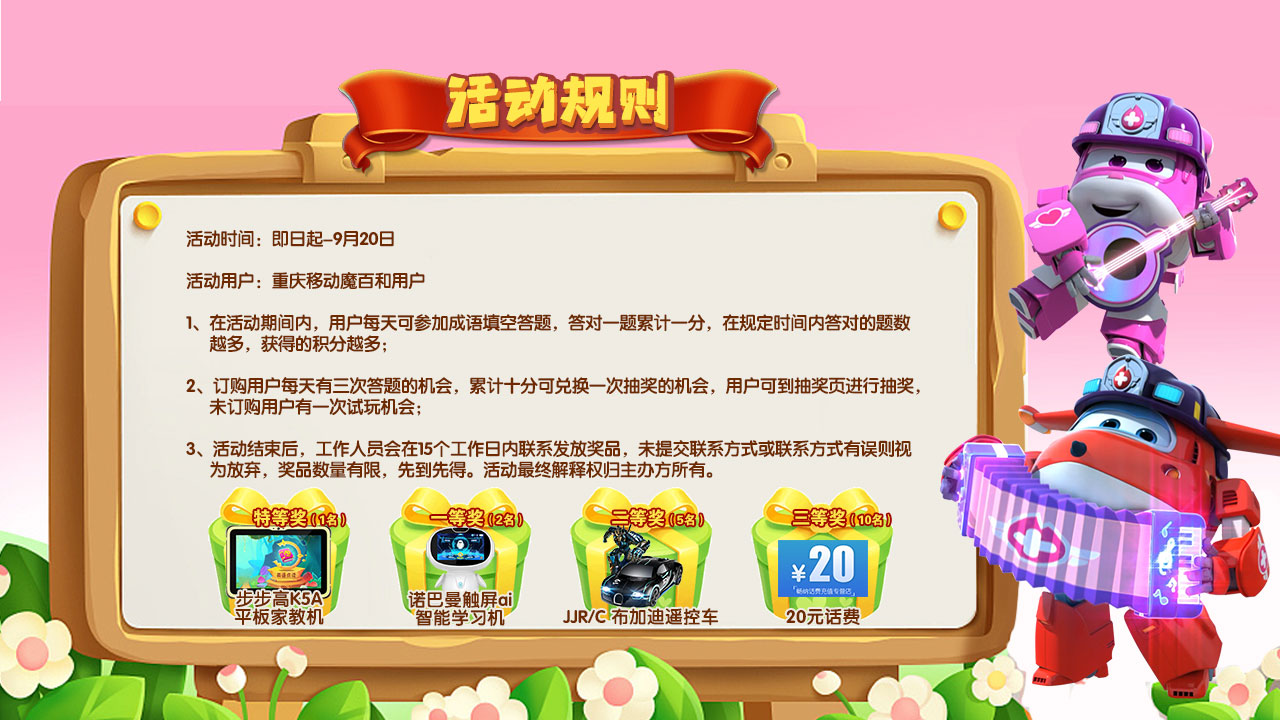 活动规则
活动时间：即日起-9月20日
活动用户：重庆移动魔百和用户
1、在活动期间内，用户每天可参加成语填空答题，答对一题累计一分，在规定时间内答对的题数
越多，获得的积分越多；
2、订购用户每天有三次答题的机会，累计十分可兑换一次抽奖的机会，用户可到抽奖页进行抽奖，
未订购用户有一次试玩机会；
3、活动结束后，工作人员会在15个工作日内联系发放奖品，未提交联系方式或联系方式有误则视
为放弃，奖品数量有限，先到先得。活动最终解释权归主办方所有。
特等奖（1名）
步步高K5A
平板家教机
一等奖（2名）
诺巴曼触屏ai
智能学习机
二等奖（5名）
JJR/C 布加迪遥控车
三等奖（10名）
¥20
20元话费